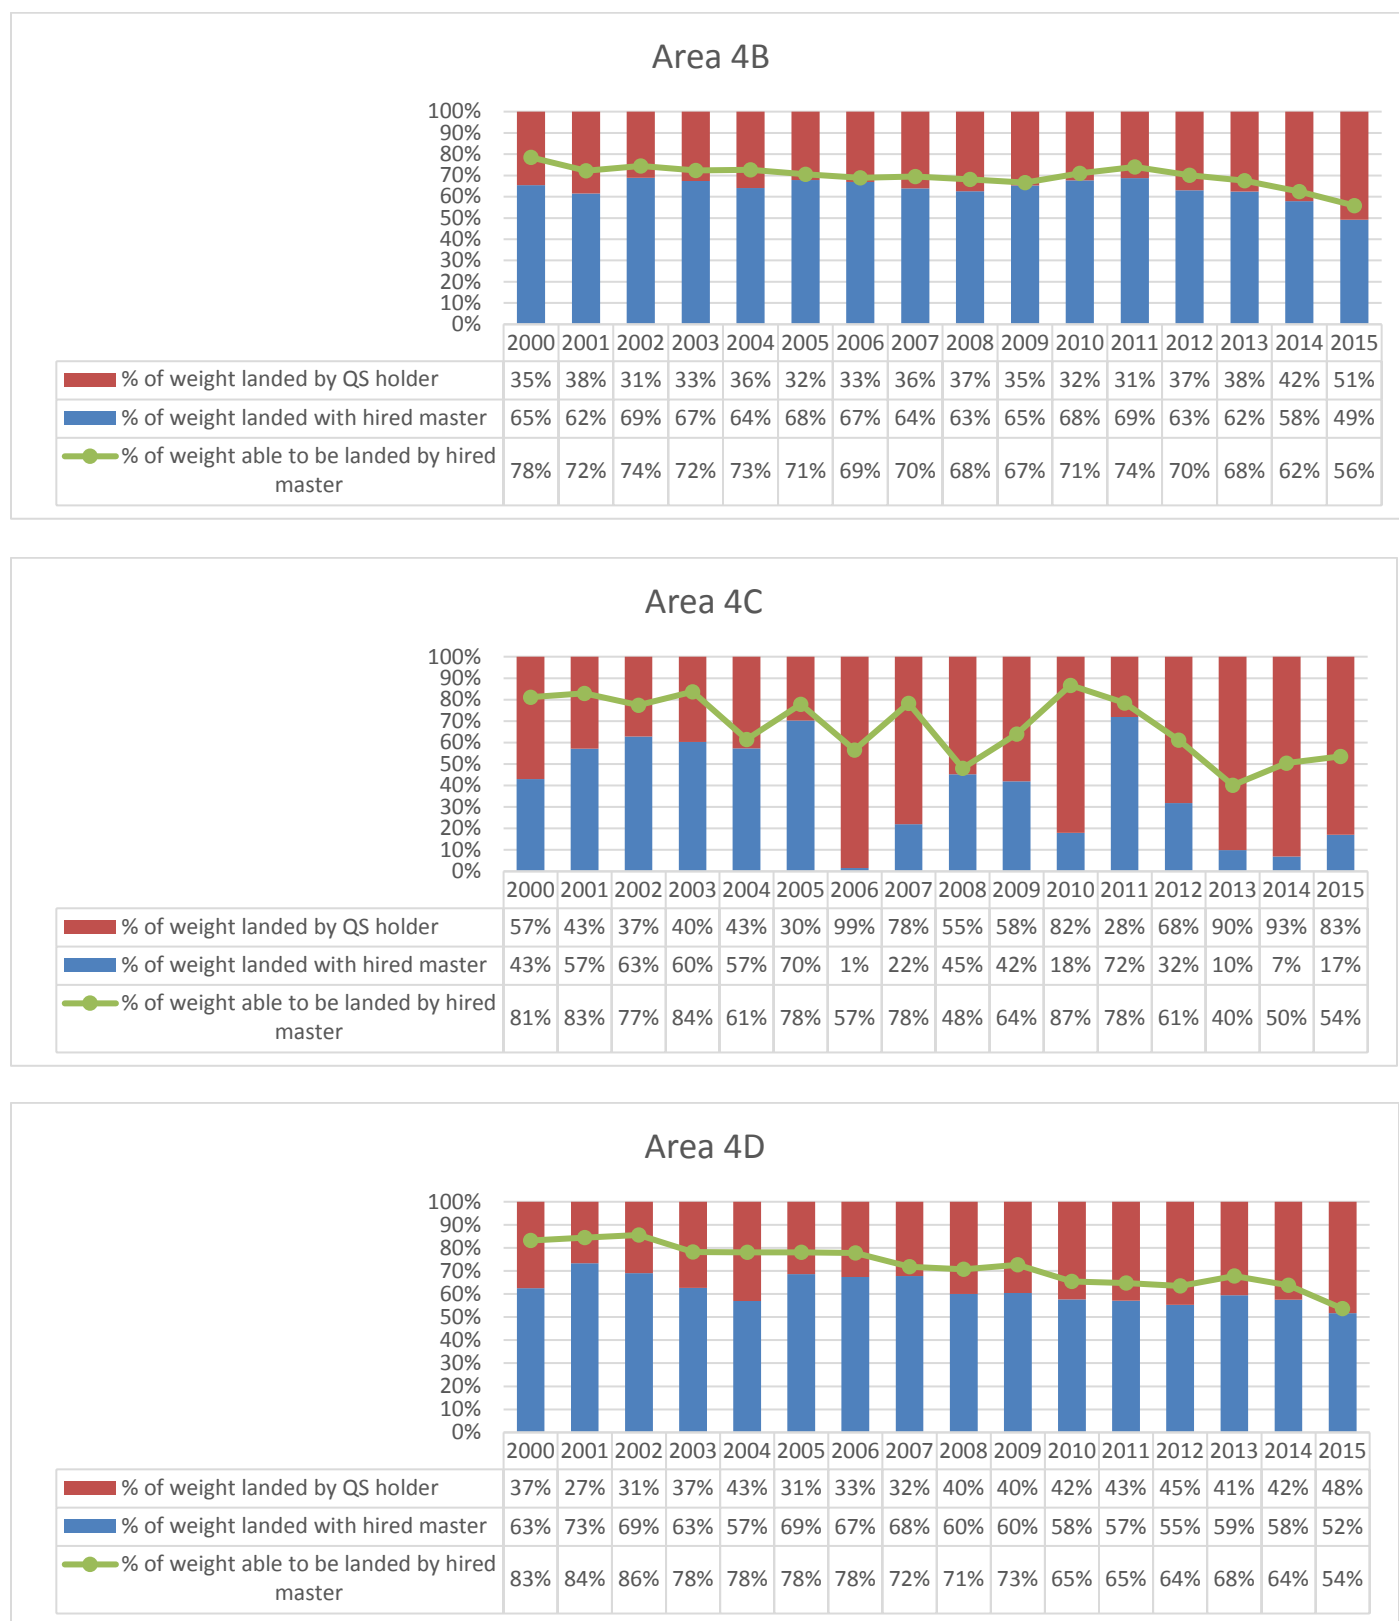 Area 4B
100%
90%
80%
70%
60%
50%
40%
30%
20%
10%
0%
2000 2001 2002 2003 2004 2005 2006 2007 2008 2009 2010 2011 2012 2013 2014 2015
% of weight landed by QS holder 35% 38% 31% 33% 36% 32% 33% 36% 37% 35% 32% 31% 37% 38% 42% 51%
% of weight landed with hired master 65% 62% 69% 67% 64% 68% 67% 64% 63% 65% 68% 69% 63% 62% 58% 49%
% of weight able to be landed by hired
master 78% 72% 74% 72% 73% 71% 69% 70% 68% 67% 71% 74% 70% 68% 62% 56%
Area 4C
100%
90%
80%
70%
60%
50%
40%
30%
20%
10%
0%
2000 2001 2002 2003 2004 2005 2006 2007 2008 2009 2010 2011 2012 2013 2014 2015
% of weight landed by QS holder 57% 43% 37% 40% 43% 30% 99% 78% 55% 58% 82% 28% 68% 90% 93% 83%
% of weight landed with hired master 43% 57% 63% 60% 57% 70% 1% 22% 45% 42% 18% 72% 32% 10% 7% 17%
% of weight able to be landed by hired
master 81% 83% 77% 84% 61% 78% 57% 78% 48% 64% 87% 78% 61% 40% 50% 54%
Area 4D
100%
90%
80%
70%
60%
50%
40%
30%
20%
10%
0%
2000 2001 2002 2003 2004 2005 2006 2007 2008 2009 2010 2011 2012 2013 2014 2015
% of weight landed by QS holder 37% 27% 31% 37% 43% 31% 33% 32% 40% 40% 42% 43% 45% 41% 42% 48%
% of weight landed with hired master 63% 73% 69% 63% 57% 69% 67% 68% 60% 60% 58% 57% 55% 59% 58% 52%
% of weight able to be landed by hired
master 83% 84% 86% 78% 78% 78% 78% 72% 71% 73% 65% 65% 64% 68% 64% 54%